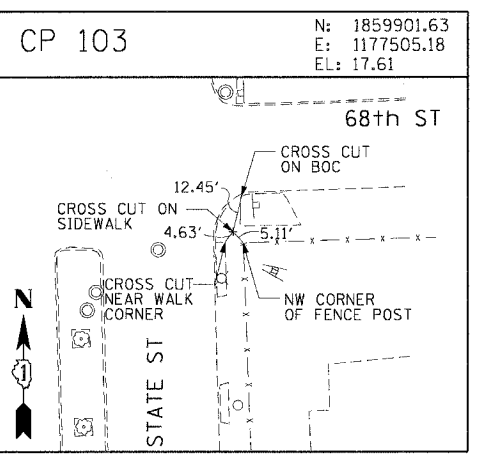 CP 103
N: 1859901.63
E: 1177505.18
EL: 17.61
68th ST
CROSS CUT
ON BOC
12.45'
CROSS CUT ON
SIDEWALK
4.63'
5.11'
CROSS CUT
NEAR WALK
CORNER
NW CORNER
OF FENCE POST
N
1
STATE ST